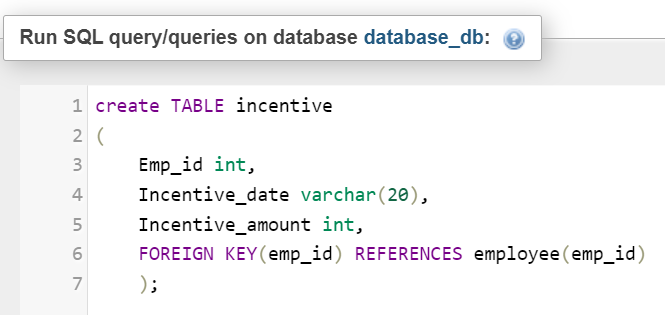 Run SQL query/queries on database database_db:
1 create TABLE incentive
2 (
3 Emp_id int,
4 Incentive_date varchar(20),
5 Incentive_amount int,
6 FOREIGN KEY(emp_id) REFERENCES employee(emp_id)
7 );